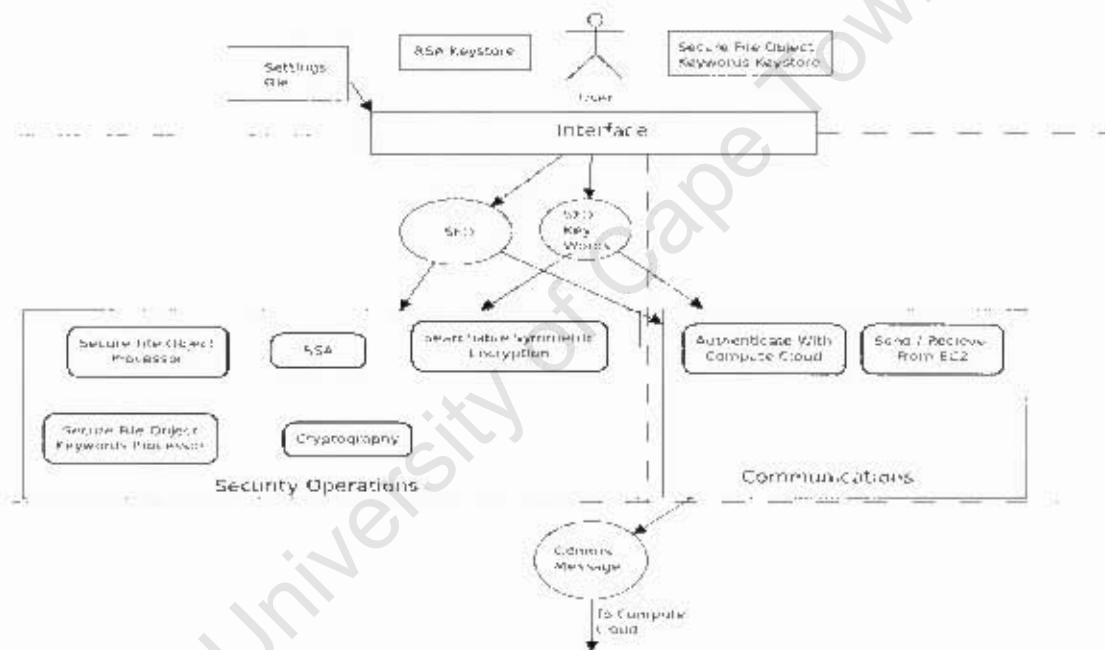 RSA Keystore
Secure File Object
Keywords Keystore
Settings
File
User
Interface
SFO
SFO
Key
Words
Secure File Object
Processor
RSA
Searchable Symmetric
Encryption
Authenticate With
Compute Cloud
Send / Recieve
From EC2
Secure File Object
Keywords Processor
Cryptography
Security Operations
Communications
Comms
Message
To Compute
Cloud
University of Cape Town